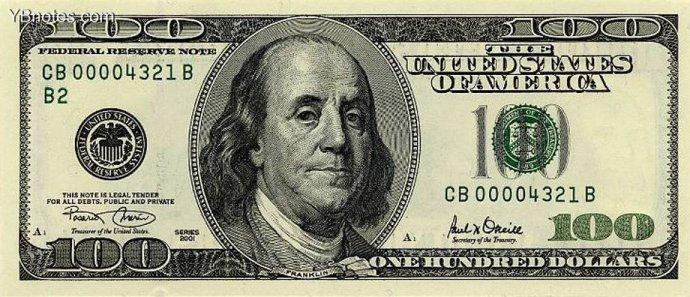 YBnotes.com
100 100
FEDERAL RESERVE NOTE
THE
UNITED STATES
OF AMERICA
CB 00004321 B
B2
100
CB 00004321 B
THIS NOTE IS LEGAL TENDER
FOR ALL DEBTS, PUBLIC AND PRIVATE
Treasurer of the United States.
SERIES
2001
A1
FRANKLIN
A1
Paul H. O'Neill
Secretary of the Treasury.
100
100
ONE HUNDRED DOLLARS